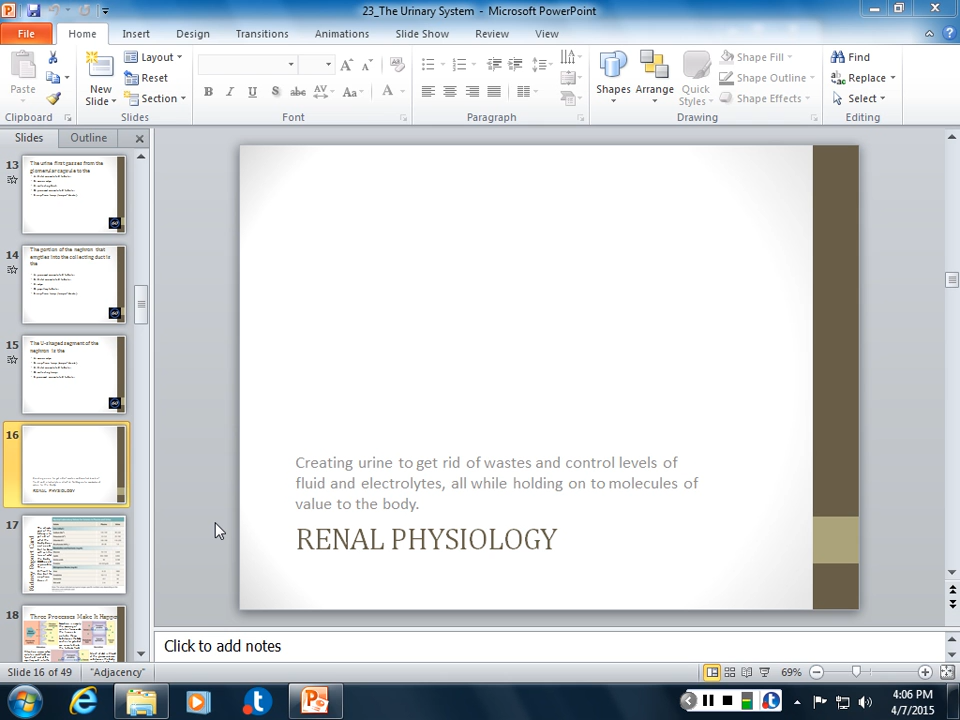 23_The Urinary System - Microsoft PowerPoint
File Home Insert Design Transitions Animations Slide Show Review View
Paste
New Slide
Layout
Reset
Section
B I U S abc AV Aa A
Shapes Arrange Quick Styles
Shape Fill
Shape Outline
Shape Effects
Find
Replace
Select
Clipboard Slides Font Paragraph Drawing Editing
Slides Outline
13
The urine first passes from the
glomerular capsule to the
14
The portion of the nephron that
empties into the collecting duct is
the
15
The U-shaped segment of the
nephron is the
16
RENAL PHYSIOLOGY
17
Kidney Report Card
18
Three Processes Make It Happen
Creating urine to get rid of wastes and control levels of
fluid and electrolytes, all while holding on to molecules of
value to the body.
RENAL PHYSIOLOGY
Click to add notes
Slide 16 of 49 "Adjacency" 69%
4:06 PM
4/7/2015